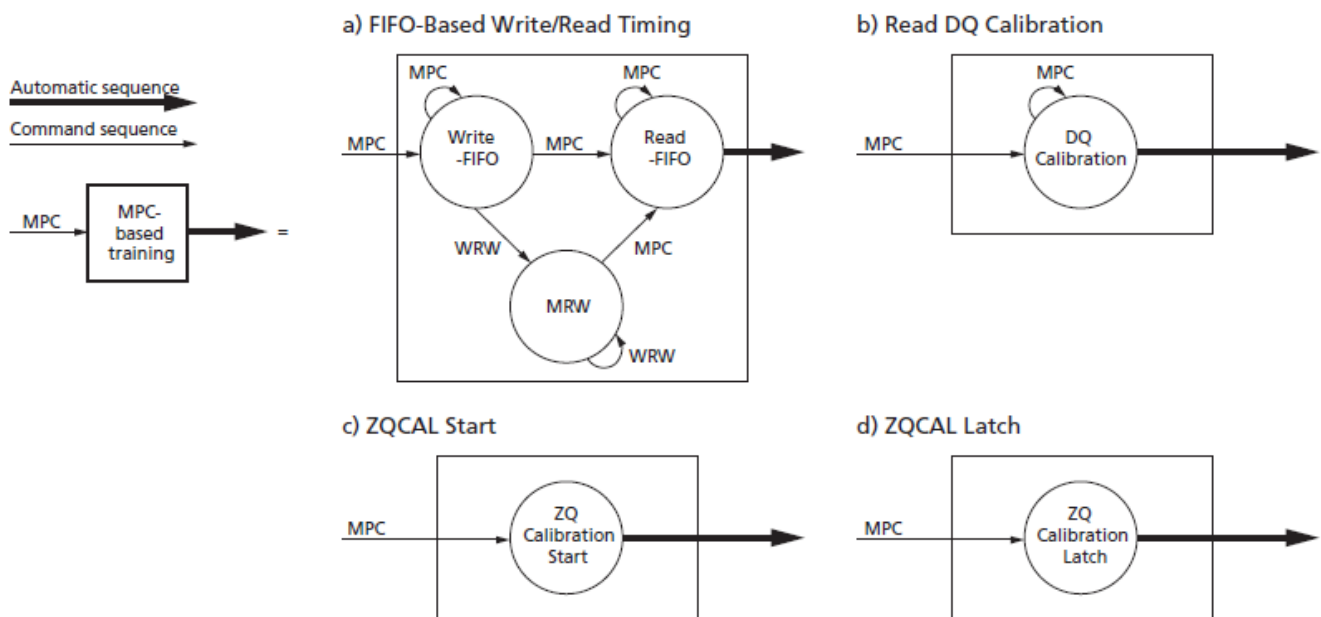 a) FIFO-Based Write/Read Timing
b) Read DQ Calibration
Automatic sequence
Command sequence
MPC
MPC-
based
training
=
MPC
MPC
MPC
Write
-FIFO
MPC
Read
-FIFO
WRW
MPC
MRW
WRW
MPC
MPC
DQ
Calibration
c) ZQCAL Start
d) ZQCAL Latch
MPC
ZQ
Calibration
Start
MPC
ZQ
Calibration
Latch